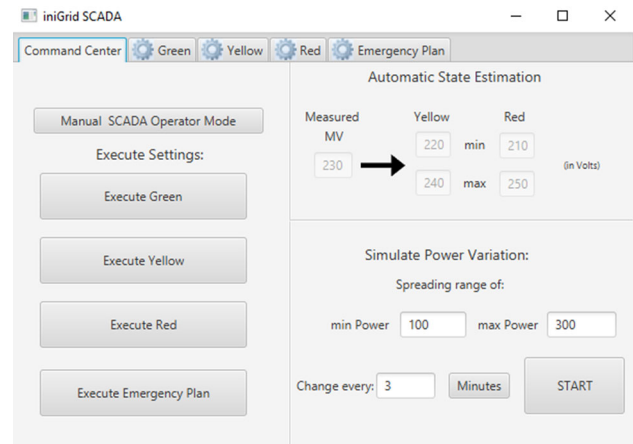 iniGrid SCADA
Command Center Green Yellow Red Emergency Plan
Manual SCADA Operator Mode
Execute Settings:
Execute Green
Execute Yellow
Execute Red
Execute Emergency Plan
Automatic State Estimation
Measured Yellow Red
MV
220 min 210
230
(in Volts)
240 max 250
Simulate Power Variation:
Spreading range of:
min Power 100 max Power 300
Change every: 3 Minutes START